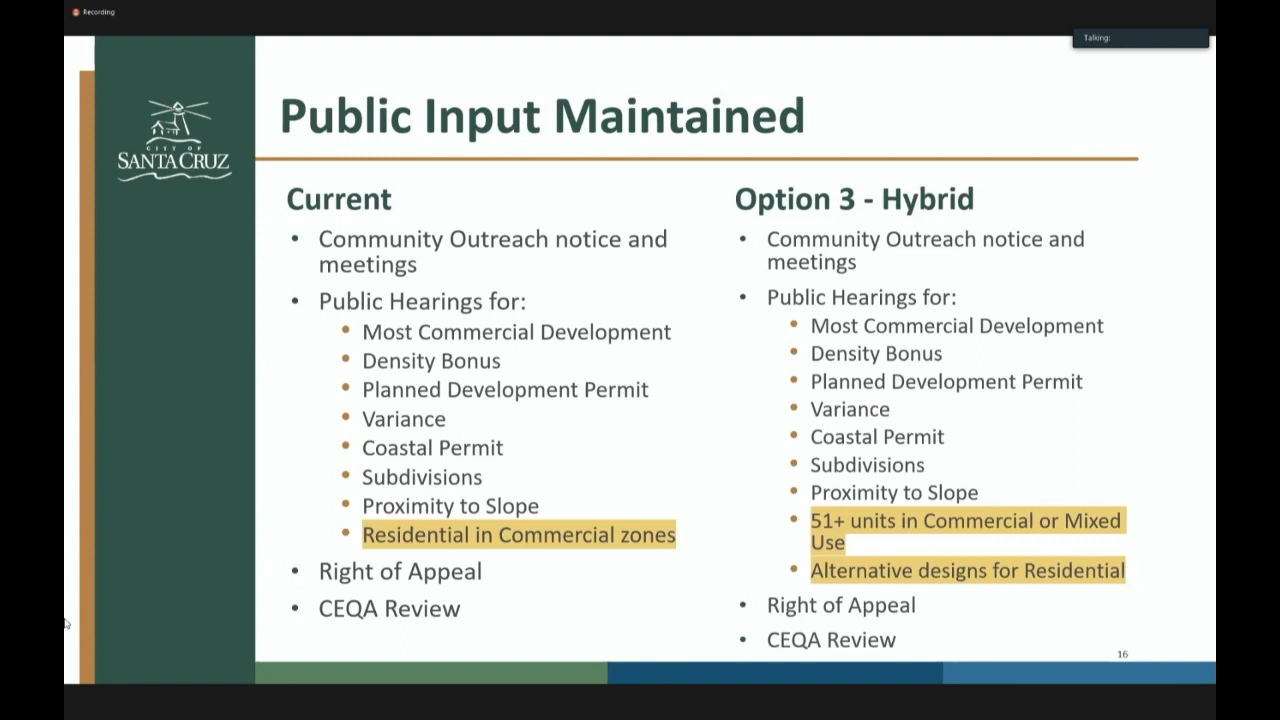 Recording
Talking:
CITY OF
SANTA CRUZ
Public Input Maintained
Current
• Community Outreach notice and
meetings
• Public Hearings for:
• Most Commercial Development
• Density Bonus
• Planned Development Permit
• Variance
• Coastal Permit
• Subdivisions
• Proximity to Slope
• Residential in Commercial zones
• Right of Appeal
• CEQA Review
Option 3 - Hybrid
• Community Outreach notice and
meetings
• Public Hearings for:
• Most Commercial Development
• Density Bonus
• Planned Development Permit
• Variance
• Coastal Permit
• Subdivisions
• Proximity to Slope
• 51+ units in Commercial or Mixed
Use
• Alternative designs for Residential
• Right of Appeal
• CEQA Review
16